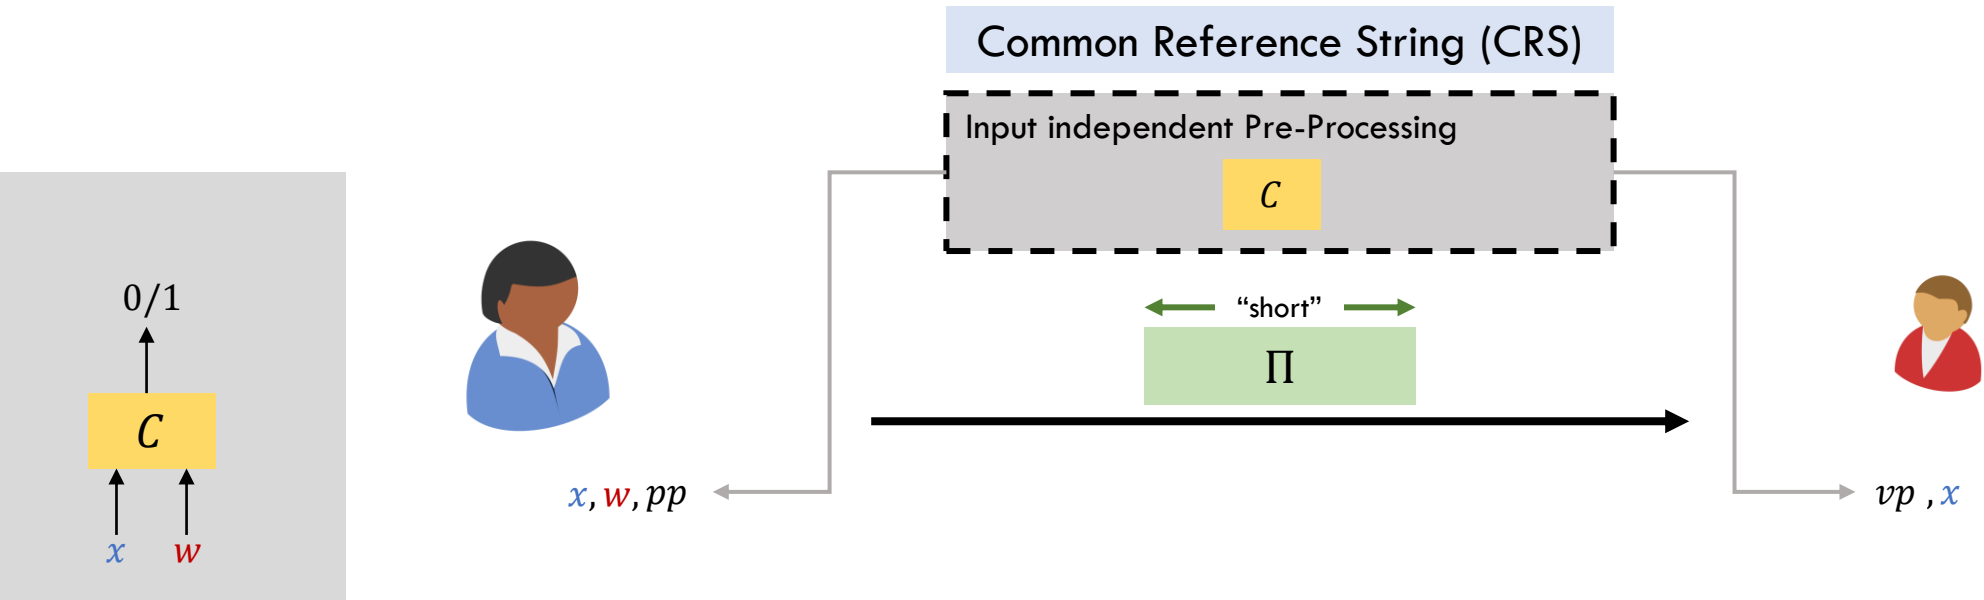 Common Reference String (CRS)
Input independent Pre-Processing
C
0/1
C
x w
“short”
Π
x, w, pp
vp , x